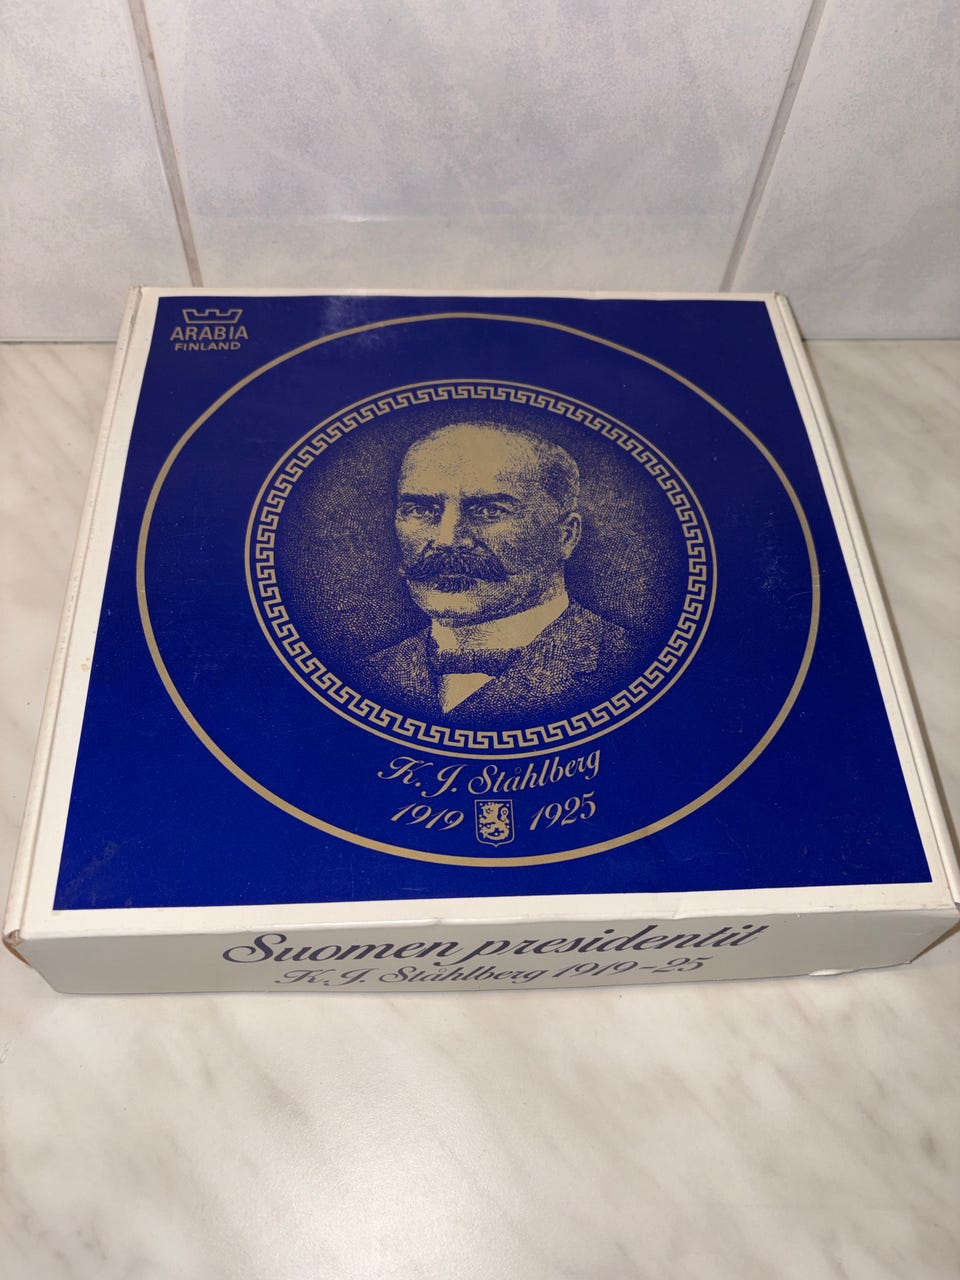 ARABIA
FINLAND
K. J. Ståhlberg
1919 1925
Suomen presidentit
K. J. Ståhlberg 1919-25